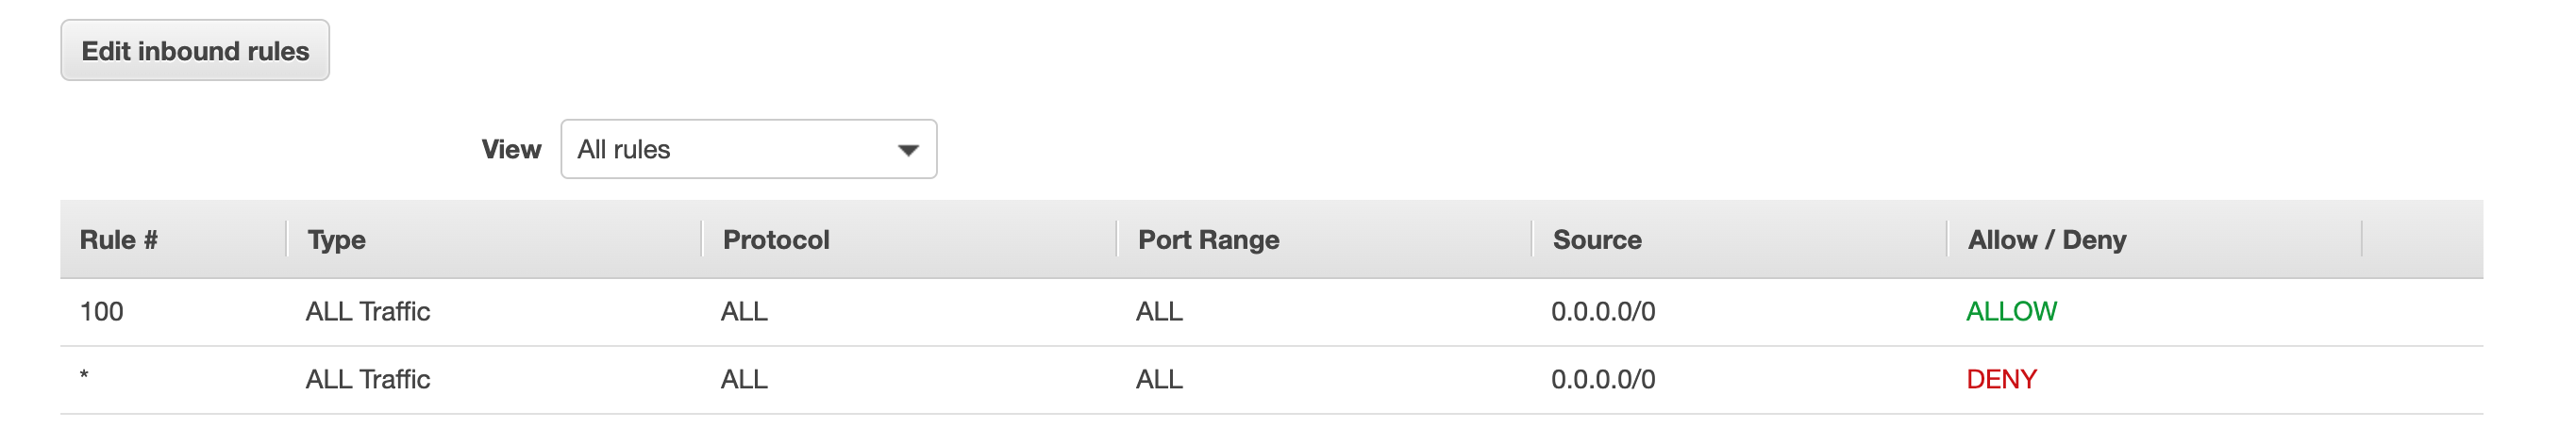 Edit inbound rules
View All rules
Rule # Type Protocol Port Range Source Allow / Deny
100 ALL Traffic ALL ALL 0.0.0.0/0 ALLOW
* ALL Traffic ALL ALL 0.0.0.0/0 DENY